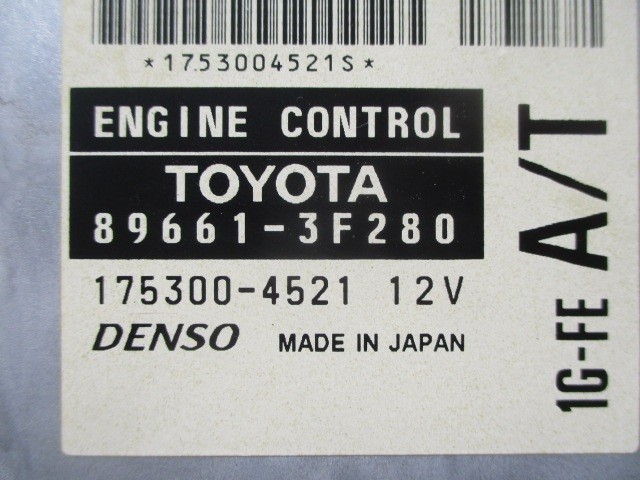 *1753004521S*
ENGINE CONTROL
TOYOTA
89661-3F280
175300-4521 12V
DENSO MADE IN JAPAN
1G-FE A/T